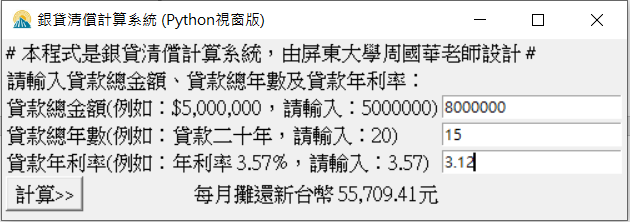 銀貸清償計算系統 (Python視窗版)
# 本程式是銀貸清償計算系統，由屏東大學周國華老師設計 #
請輸入貸款總金額、貸款總年數及貸款年利率：
貸款總金額(例如：$5,000,000，請輸入：5000000) 8000000
貸款總年數(例如：貸款二十年，請輸入：20) 15
貸款年利率(例如：年利率 3.57%，請輸入：3.57) 3.12
計算>> 每月攤還新台幣 55,709.41元